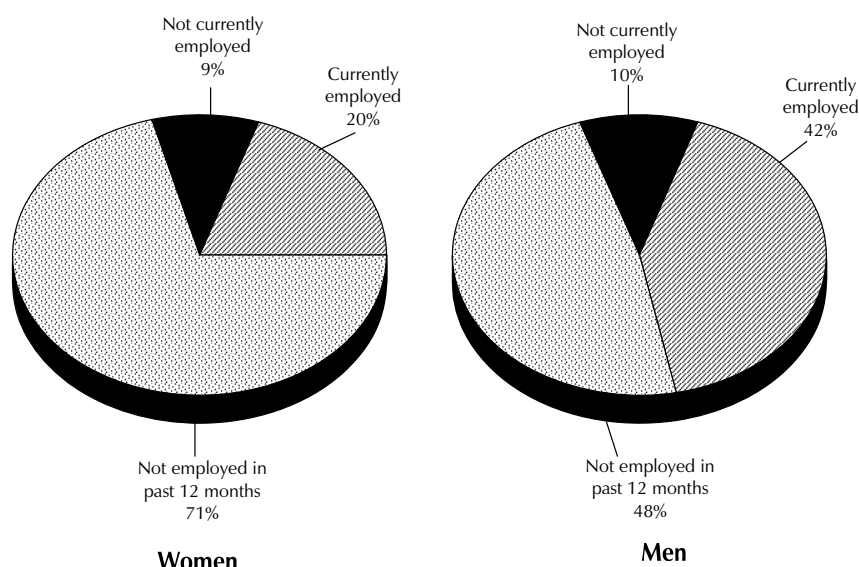 Not currently
employed
9%
Currently
employed
20%
Not employed in
past 12 months
71%
Women
Not currently
employed
10%
Currently
employed
42%
Not employed in
past 12 months
48%
Men